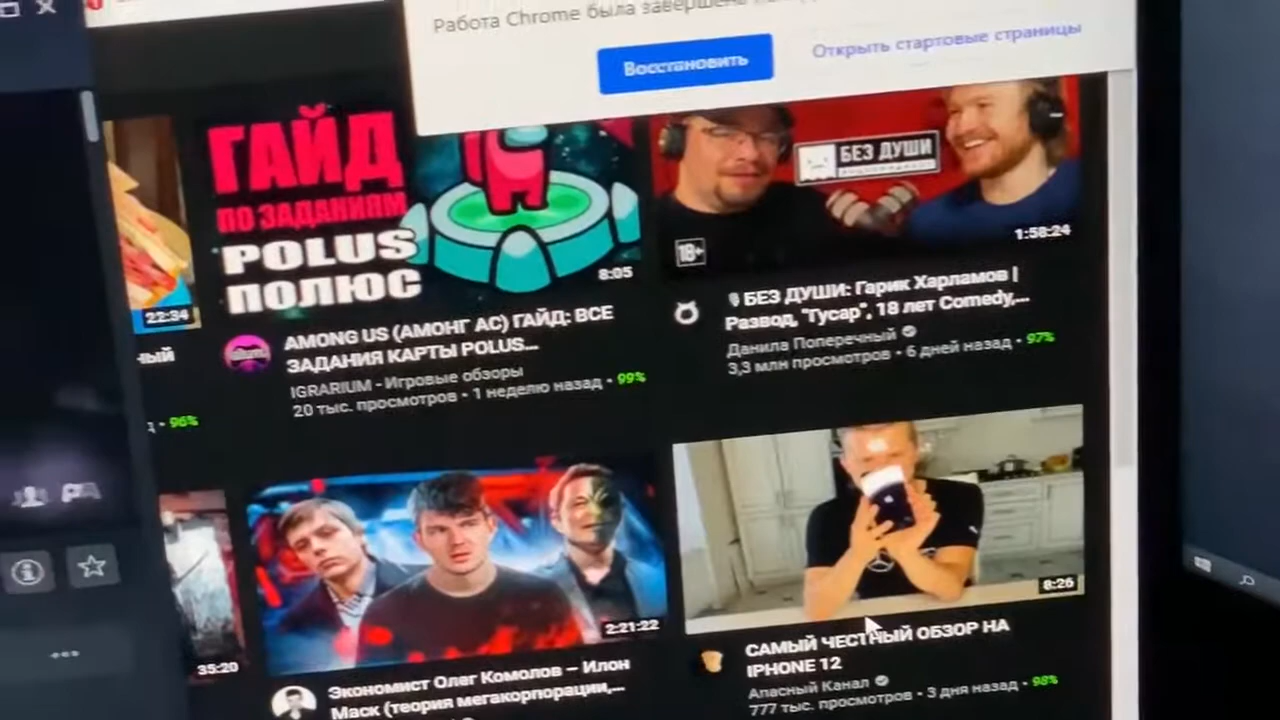 Работа Chrome была завершена
Восстановить
Открыть стартовые страницы
ГАЙД
ПО ЗАДАНИЯМ
POLUS
ПОЛЮС
8:05
БЕЗ ДУШИ
18+
1:58:24
22:34
ный
96%
AMONG US (АМОНГ АС) ГАЙД: ВСЕ
ЗАДАНИЯ КАРТЫ POLUS...
IGRARIUM - Игровые обзоры
20 тыс. просмотров • 1 неделю назад • 99%
БЕЗ ДУШИ: Гарик Харламов |
Развод, "Гусар", 18 лет Comedy,...
Данила Поперечный
3,3 млн просмотров • 6 дней назад • 97%
35:20
2:21:22
8:26
Экономист Олег Комолов – Илон
Маск (теория мегакорпорации,...
САМЫЙ ЧЕСТНЫЙ ОБЗОР НА
IPHONE 12
Апасный Канал
777 тыс. просмотров • 3 дня назад • 98%